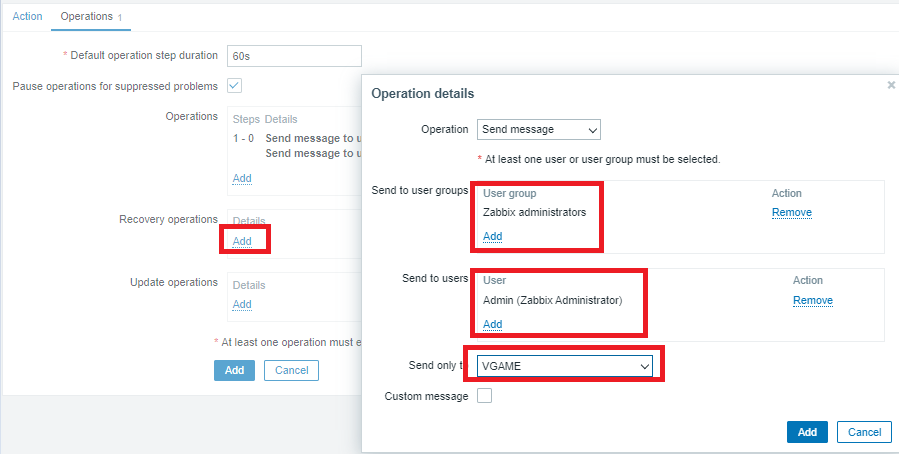 Action Operations 1
* Default operation step duration 60s
Pause operations for suppressed problems
Operations
Steps Details
1 - 0 Send message to u
Send message to u
Add
Recovery operations
Details
Add
Update operations
Details
Add
* At least one operation must e
Add Cancel
Operation details
Operation Send message
* At least one user or user group must be selected.
Send to user groups
User group Action
Zabbix administrators Remove
Add
Send to users
User Action
Admin (Zabbix Administrator) Remove
Add
Send only t VGAME
Custom message
Add Cancel